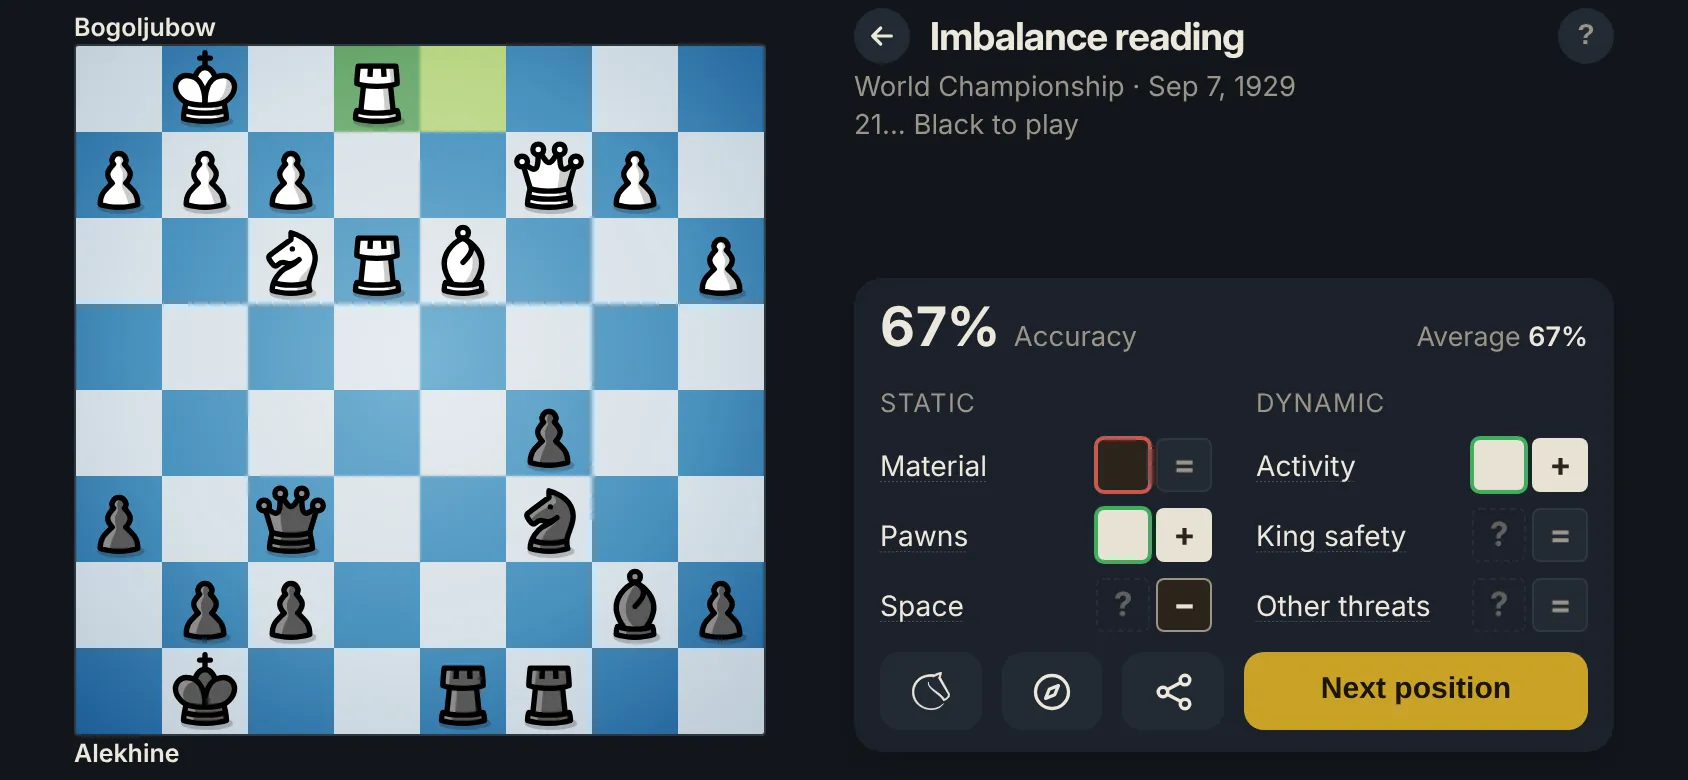 Bogoljubow
Alekhine
Imbalance reading
?
World Championship · Sep 7, 1929
21... Black to play
67% Accuracy
Average 67%
STATIC
DYNAMIC
Material =
Activity +
Pawns +
King safety ? =
Space ? −
Other threats ? =
Next position